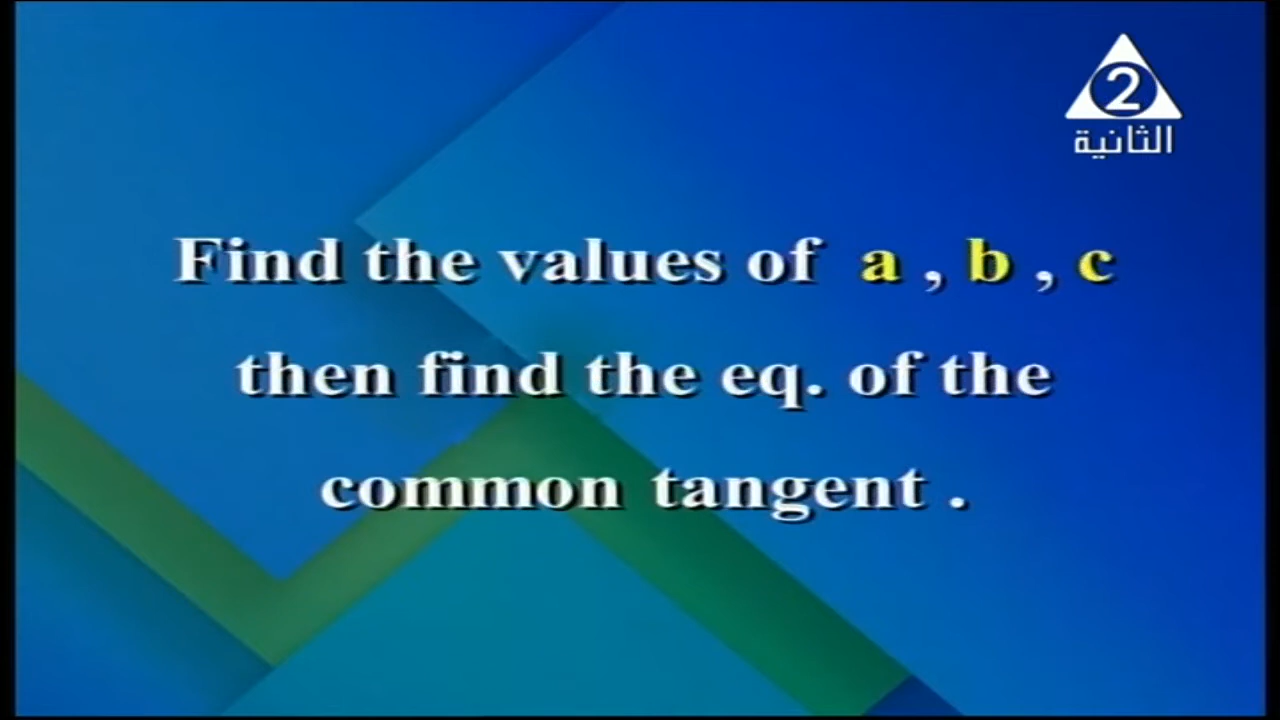 2
الثانية
Find the values of a , b , c
then find the eq. of the
common tangent .